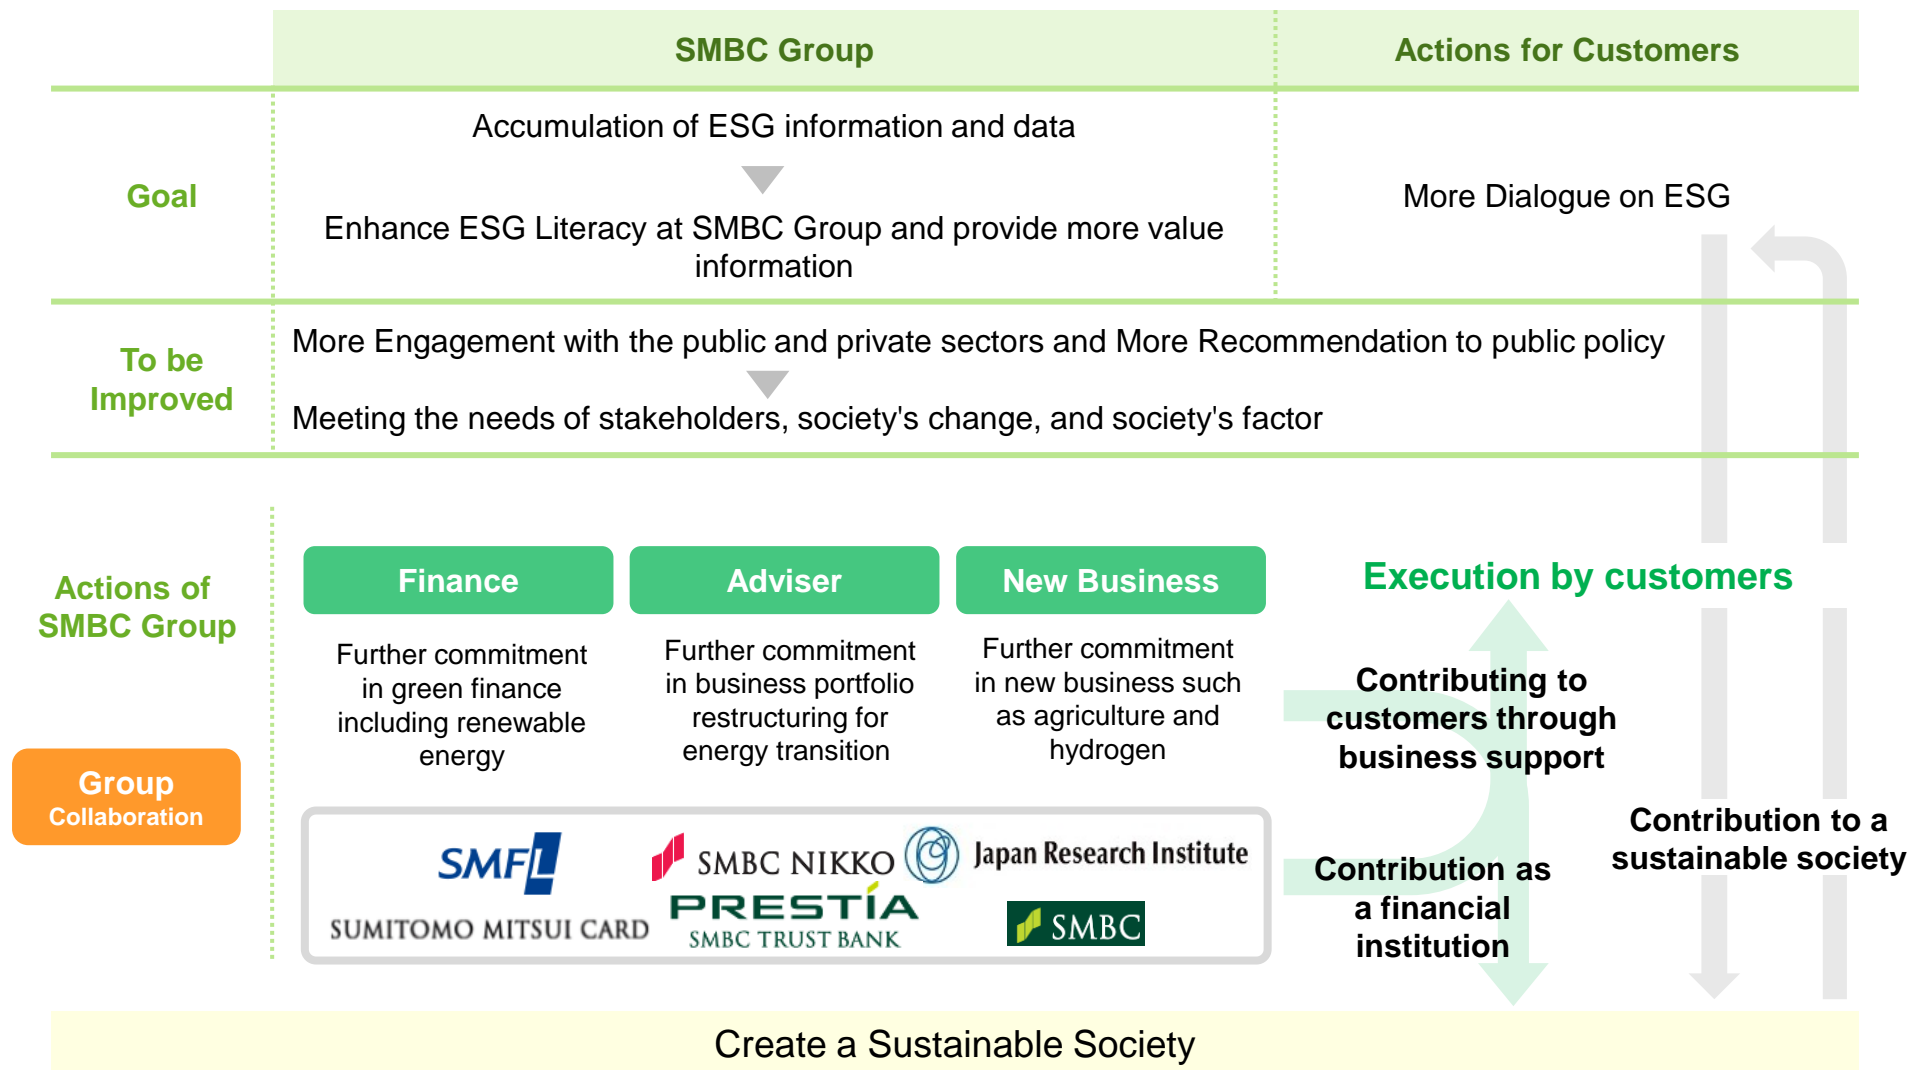 SMBC Group
Actions for Customers
Goal
Accumulation of ESG information and data
Enhance ESG Literacy at SMBC Group and provide more value
information
More Dialogue on ESG
To be
Improved
More Engagement with the public and private sectors and More Recommendation to public policy
Meeting the needs of stakeholders, society's change, and society's factor
Actions of
SMBC Group
Group
Collaboration
Finance
Further commitment
in green finance
including renewable
energy
Adviser
Further commitment
in business portfolio
restructuring for
energy transition
New Business
Further commitment
in new business such
as agriculture and
hydrogen
SMFL
SMBC NIKKO
Japan Research Institute
SUMITOMO MITSUI CARD
PRESTÍA
SMBC TRUST BANK
SMBC
Execution by customers
Contributing to
customers through
business support
Contribution as
a financial
institution
Contribution to a
sustainable society
Create a Sustainable Society